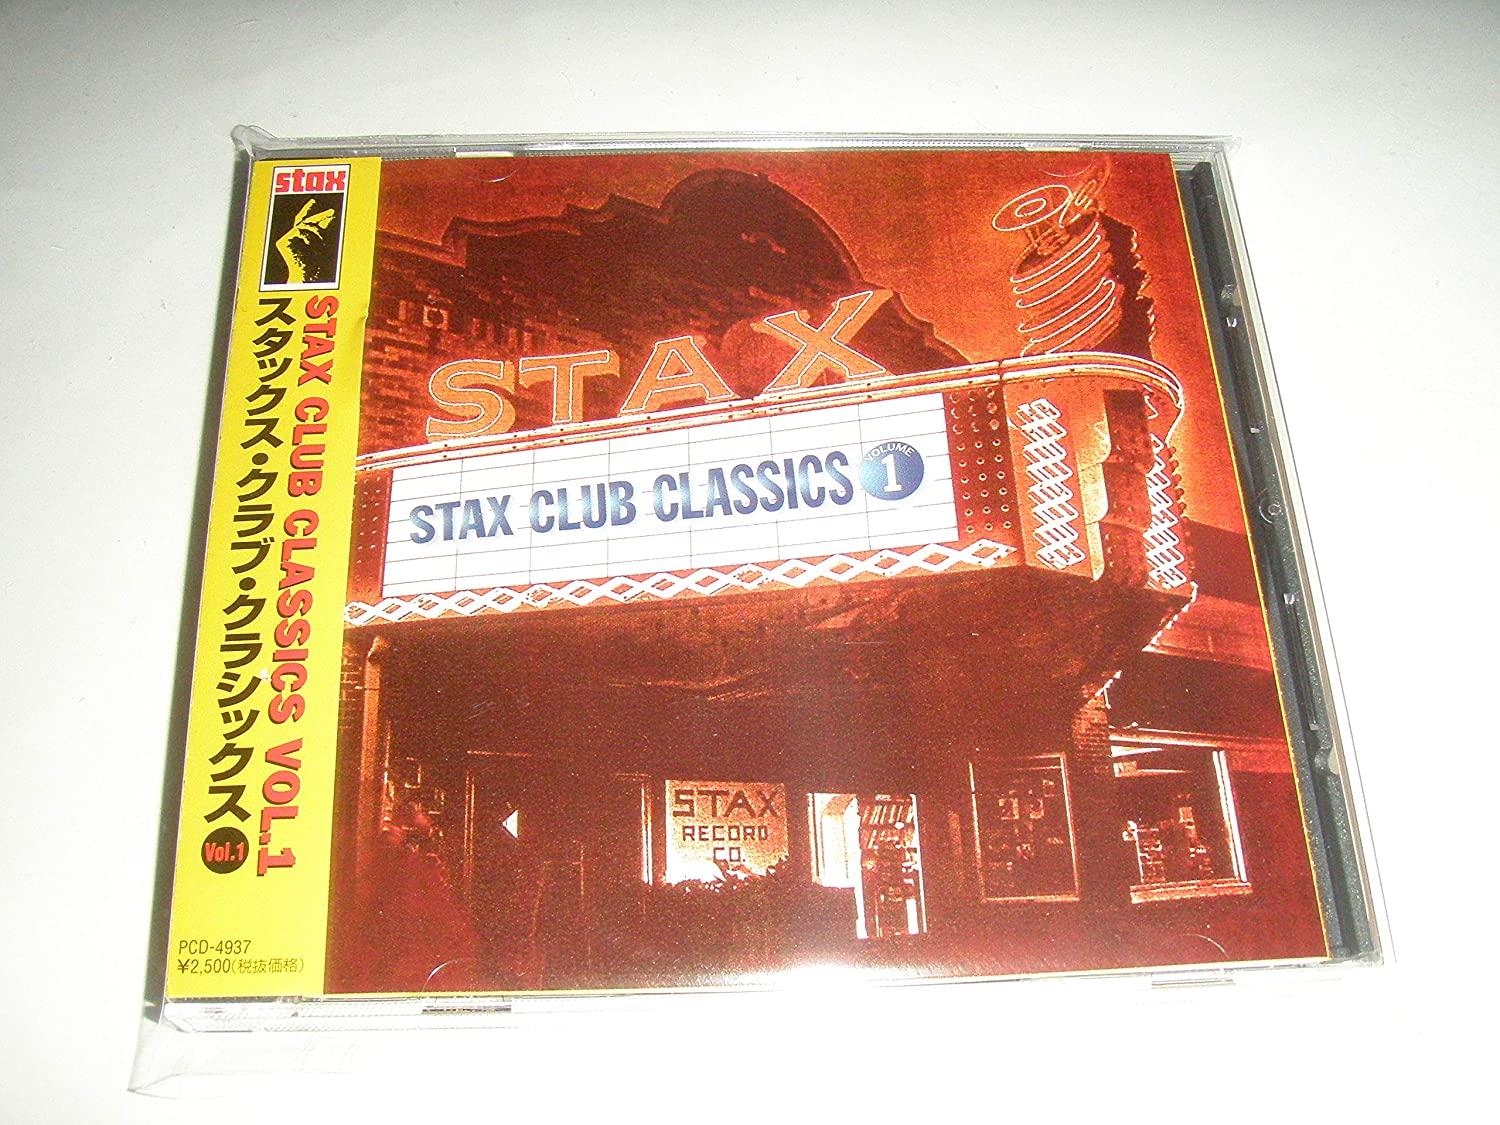 stax
STAX CLUB CLASSICS VOL.1
スタックス・クラブ・クラシックス Vol.1
PCD-4937
¥2,500(税抜価格)
STAX
STAX CLUB CLASSICS VOLUME 1
STAX
RECORD
CO.